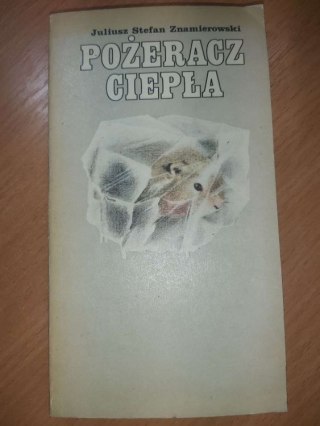 Juliusz Stefan Znamierowski
POŻERACZ
CIEPŁA